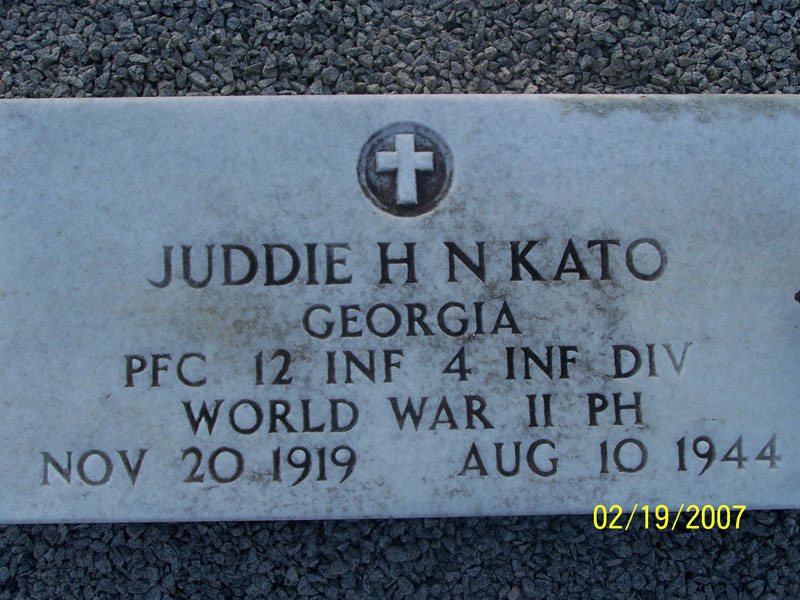 JUDDIE H N KATO
GEORGIA
PFC 12 INF 4 INF DIV
WORLD WAR II PH
NOV 20 1919 AUG 10 1944
02/19/2007